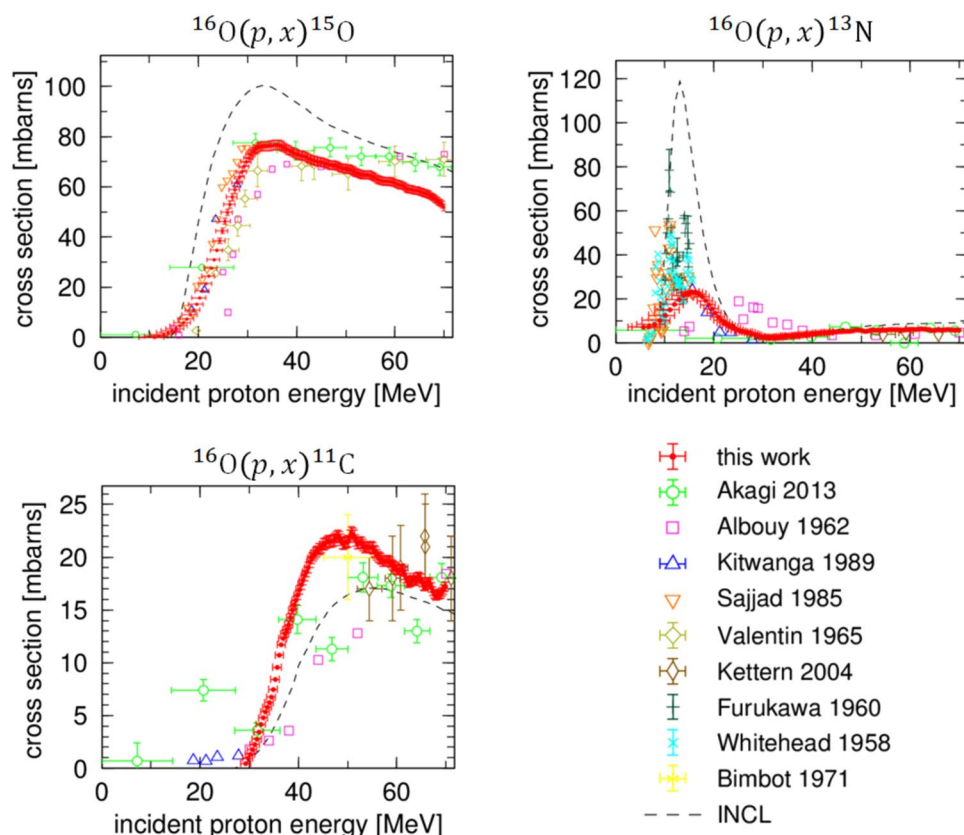 ¹⁶O(p, x)¹⁵O
cross section [mbarns]
100
80
60
40
20
0
0 20 40 60
incident proton energy [MeV]
¹⁶O(p, x)¹³N
cross section [mbarns]
120
100
80
60
40
20
0
0 20 40 60
incident proton energy [MeV]
¹⁶O(p, x)¹¹C
cross section [mbarns]
25
20
15
10
5
0
0 20 40 60
incident proton energy [MeV]
this work
Akagi 2013
Albouy 1962
Kitwanga 1989
Sajjad 1985
Valentin 1965
Kettern 2004
Furukawa 1960
Whitehead 1958
Bimbot 1971
INCL